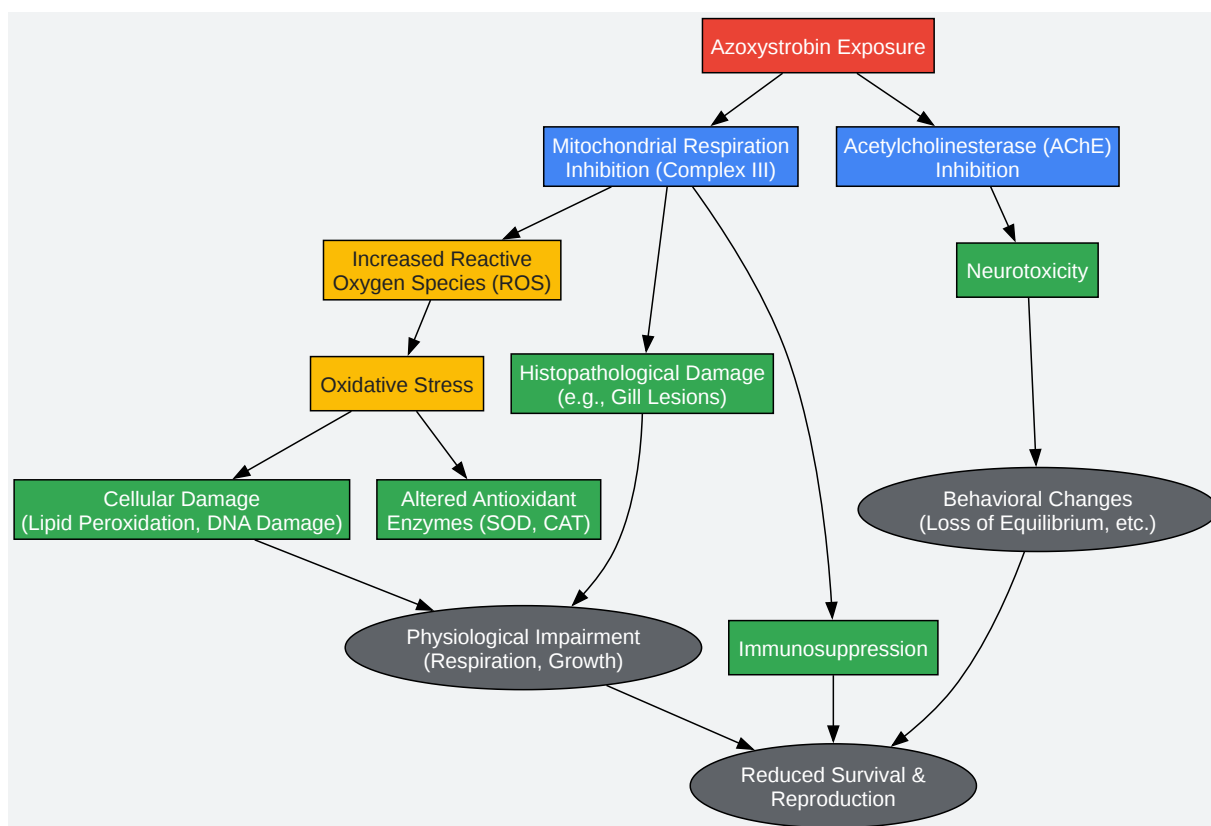 Azoxystrobin Exposure
Mitochondrial Respiration
Inhibition (Complex III)
Acetylcholinesterase (AChE)
Inhibition
Increased Reactive
Oxygen Species (ROS)
Neurotoxicity
Oxidative Stress
Histopathological Damage
(e.g., Gill Lesions)
Cellular Damage
(Lipid Peroxidation, DNA Damage)
Altered Antioxidant
Enzymes (SOD, CAT)
Behavioral Changes
(Loss of Equilibrium, etc.)
Physiological Impairment
(Respiration, Growth)
Immunosuppression
Reduced Survival &
Reproduction